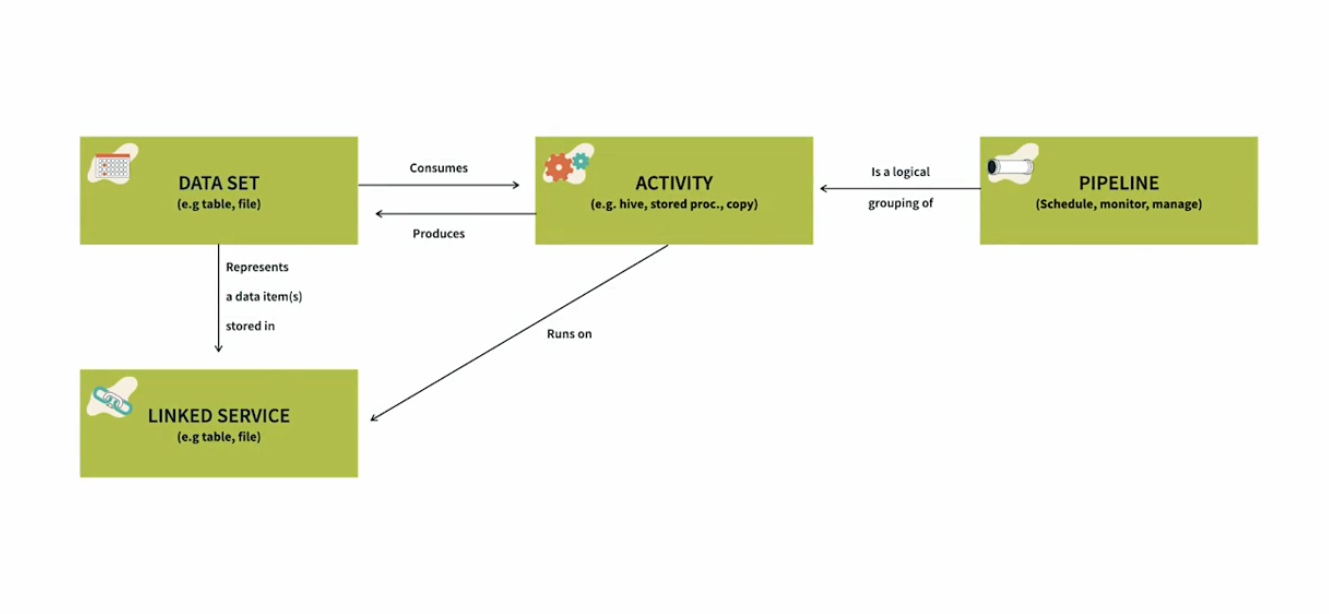 DATA SET
(e.g table, file)
Consumes
Produces
ACTIVITY
(e.g. hive, stored proc., copy)
Is a logical
grouping of
PIPELINE
(Schedule, monitor, manage)
Represents
a data item(s)
stored in
Runs on
LINKED SERVICE
(e.g table, file)